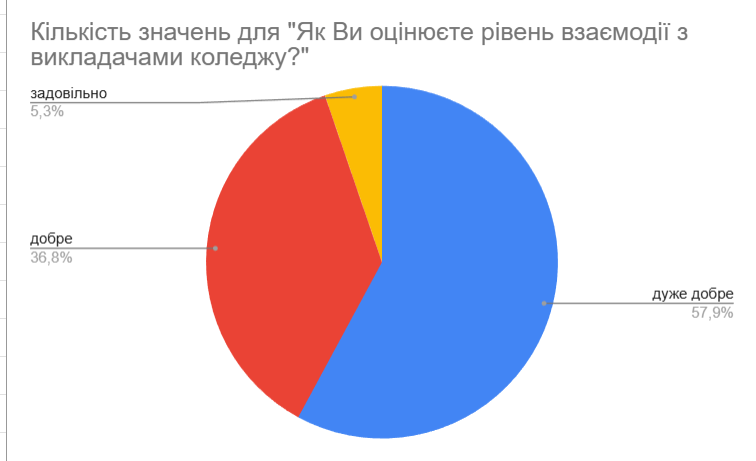 Кількість значень для "Як Ви оцінюєте рівень взаємодії з
викладачами коледжу?"
задовільно
5,3%
добре
36,8%
дуже добре
57,9%